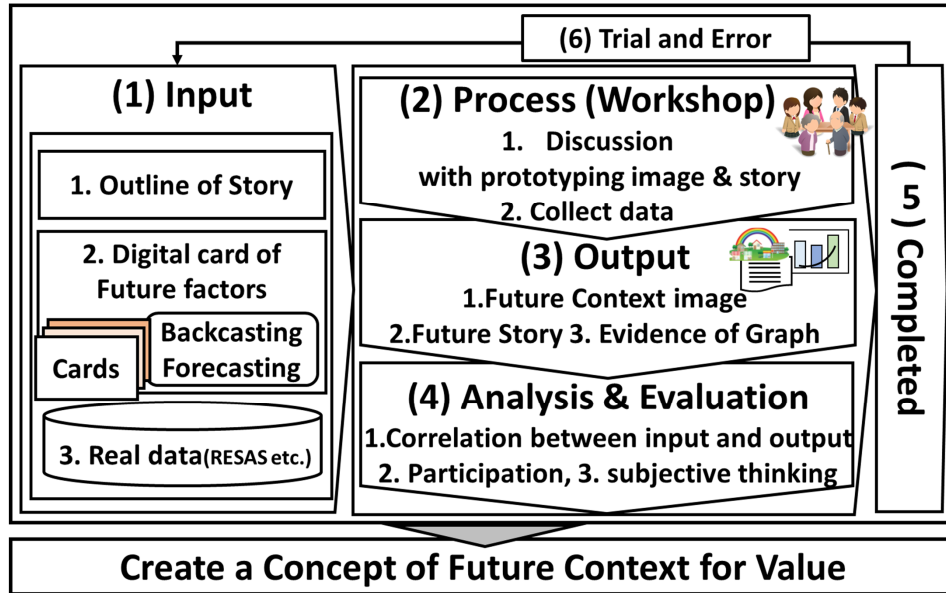 (6) Trial and Error
(1) Input
1. Outline of Story
2. Digital card of
Future factors
Backcasting
Forecasting
Cards
3. Real data(RESAS etc.)
(2) Process (Workshop)
1. Discussion
with prototyping image & story
2. Collect data
(3) Output
1.Future Context image
2.Future Story 3. Evidence of Graph
(4) Analysis & Evaluation
1.Correlation between input and output
2. Participation, 3. subjective thinking
(5) Completed
Create a Concept of Future Context for Value